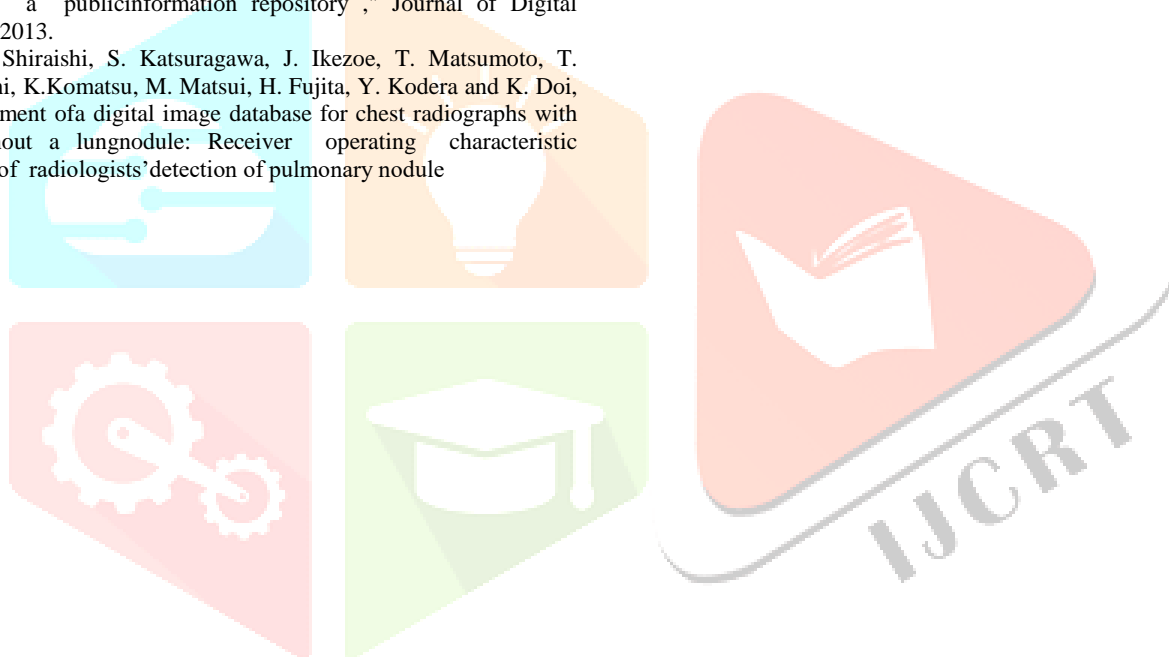 a publicinformation repository ," Journal of Digital
2013.
Shiraishi, S. Katsuragawa, J. Ikezoe, T. Matsumoto, T.
ni, K.Komatsu, M. Matsui, H. Fujita, Y. Kodera and K. Doi,
ment ofa digital image database for chest radiographs with
out a lungnodule: Receiver operating characteristic
of radiologists'detection of pulmonary nodule
IJCRT